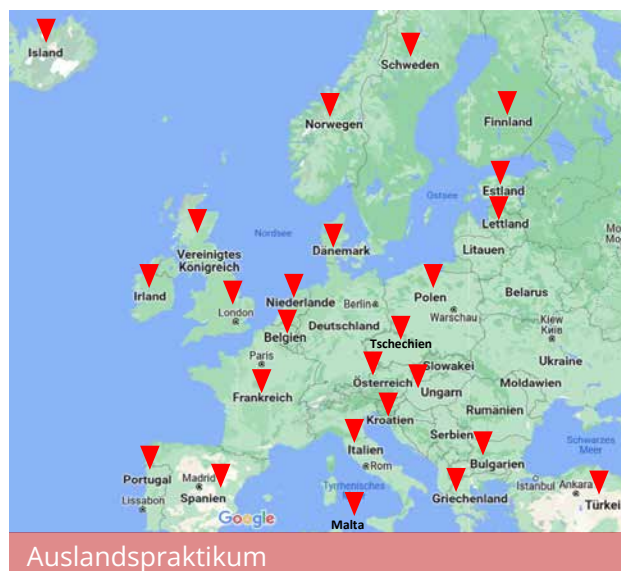 Island
Schweden
Norwegen
Finnland
Estland
Ostsee
Lettland
Nordsee
Vereinigtes
Königreich
Dänemark
Litauen
Mo
Irland
London
Niederlande
Berlin
Polen
Belarus
Warschau
Belgien
Deutschland
Kiew
Київ
Tschechien
Paris
Slowakei
Ukraine
Österreich
Ungarn
Moldawien
Frankreich
Kroatien
Rumänien
Serbien
Schwarzes
Meer
Italien
Bulgarien
Rom
Portugal
Madrid
Spanien
Tyrrhenisches
Istanbul
Ankara
Griechenland
Türkei
Lissabon
Google
Malta
Auslandspraktikum